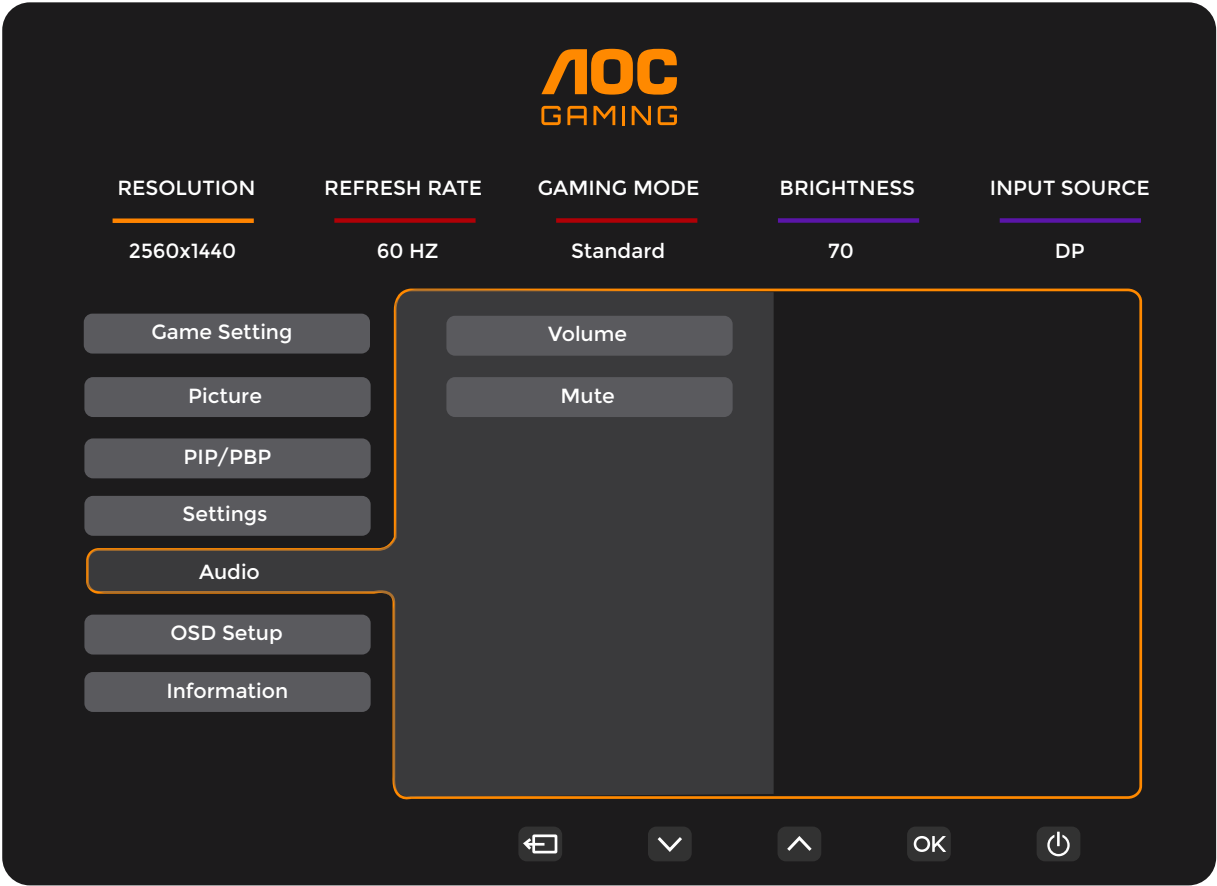 AOC
GAMING
RESOLUTION REFRESH RATE GAMING MODE BRIGHTNESS INPUT SOURCE
2560x1440 60 HZ Standard 70 DP
Game Setting
Volume
Picture
Mute
PIP/PBP
Settings
Audio
OSD Setup
Information
OK